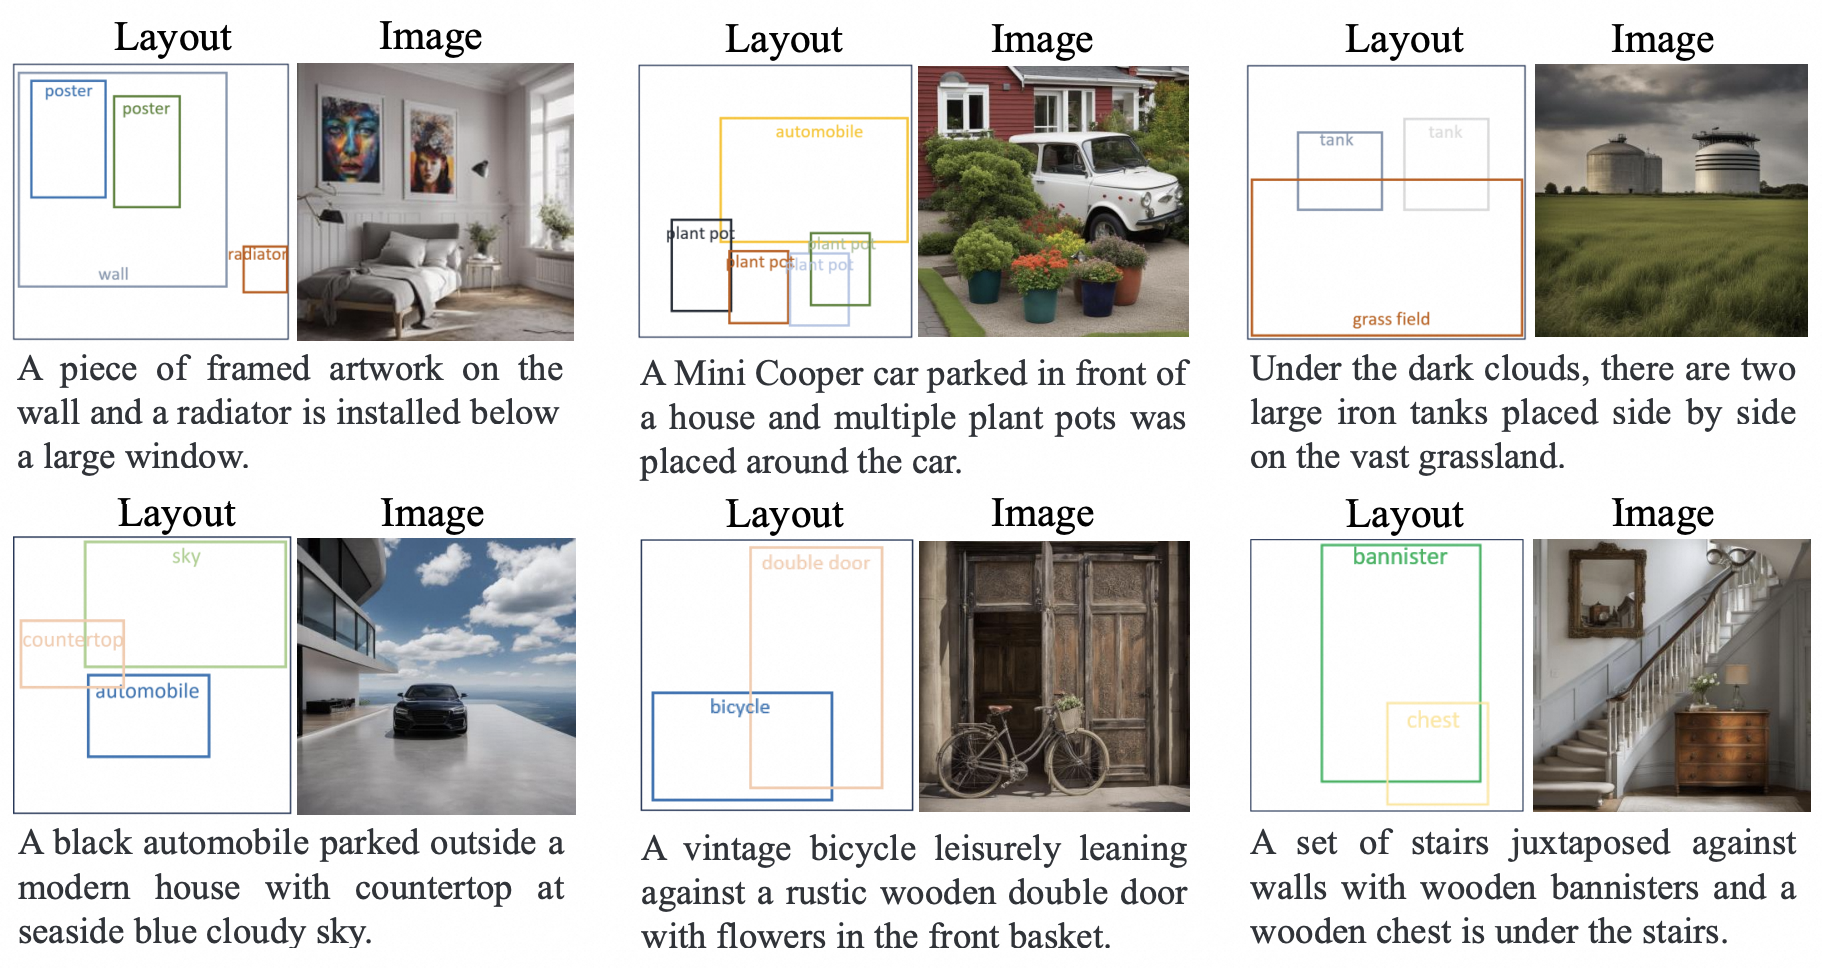 Layout Image
poster
poster
radiator
wall
A piece of framed artwork on the
wall and a radiator is installed below
a large window.
Layout Image
automobile
plant pot
plant pot
plant pot
plant pot
A Mini Cooper car parked in front of
a house and multiple plant pots was
placed around the car.
Layout Image
tank
tank
grass field
Under the dark clouds, there are two
large iron tanks placed side by side
on the vast grassland.
Layout Image
sky
countertop
automobile
A black automobile parked outside a
modern house with countertop at
seaside blue cloudy sky.
Layout Image
double door
bicycle
A vintage bicycle leisurely leaning
against a rustic wooden double door
with flowers in the front basket.
Layout Image
bannister
chest
A set of stairs juxtaposed against
walls with wooden bannisters and a
wooden chest is under the stairs.